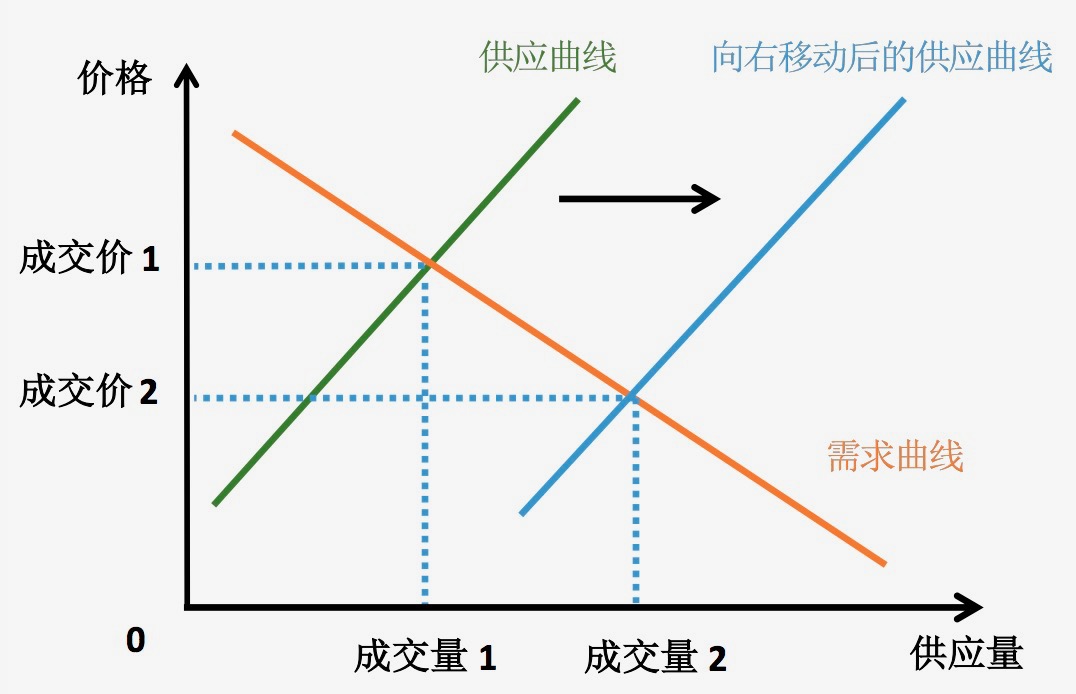 供应曲线
向右移动后的供应曲线
价格
成交价 1
成交价 2
需求曲线
0
成交量 1
成交量 2
供应量